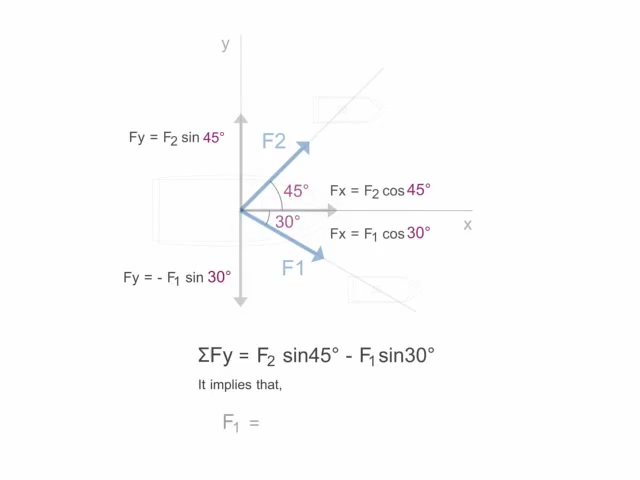 y
Fy = F₂ sin 45°
F2
45°
Fx = F₂ cos 45°
30°
x
Fx = F₁ cos 30°
F1
Fy = - F₁ sin 30°
ΣFy = F₂ sin45° - F₁ sin30°
It implies that,
F₁ =